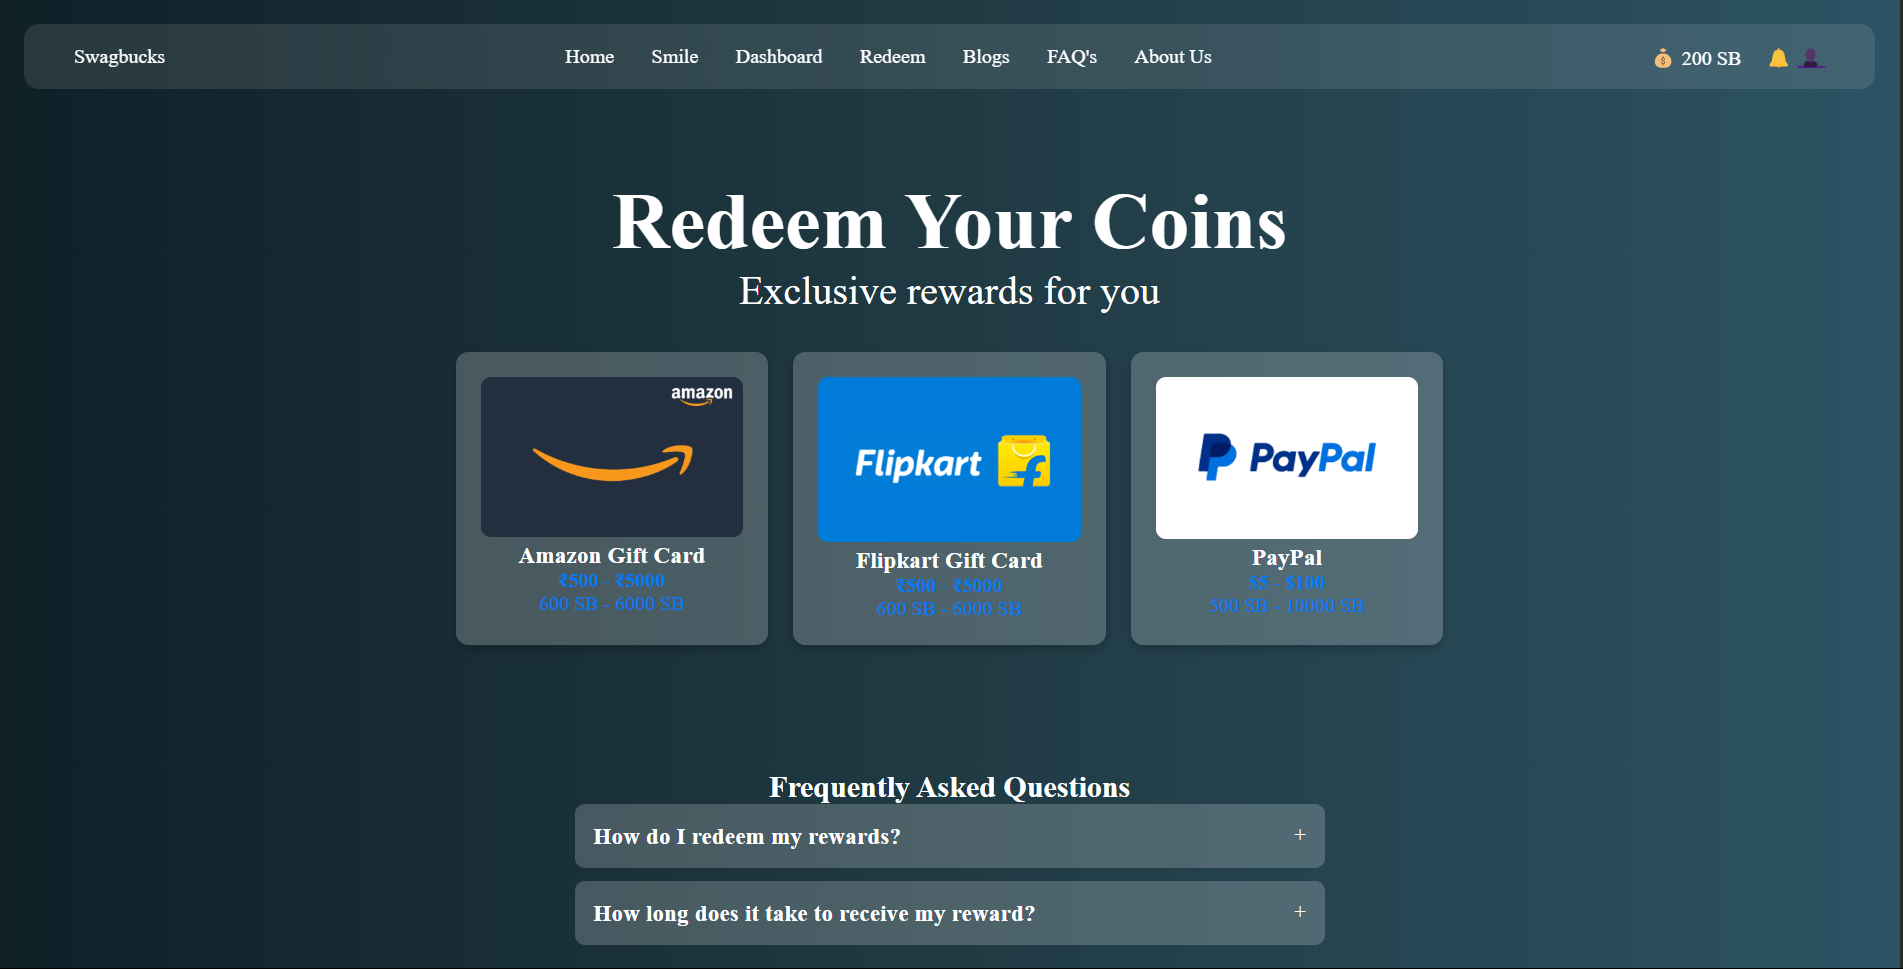 Swagbucks Home Smile Dashboard Redeem Blogs FAQ's About Us 200 SB
Redeem Your Coins
Exclusive rewards for you
amazon
Amazon Gift Card
₹500 - ₹5000
600 SB - 6000 SB
Flipkart
Flipkart Gift Card
₹500 - ₹5000
600 SB - 6000 SB
PayPal
PayPal
$5 - $100
500 SB - 10000 SB
Frequently Asked Questions
How do I redeem my rewards? +
How long does it take to receive my reward? +